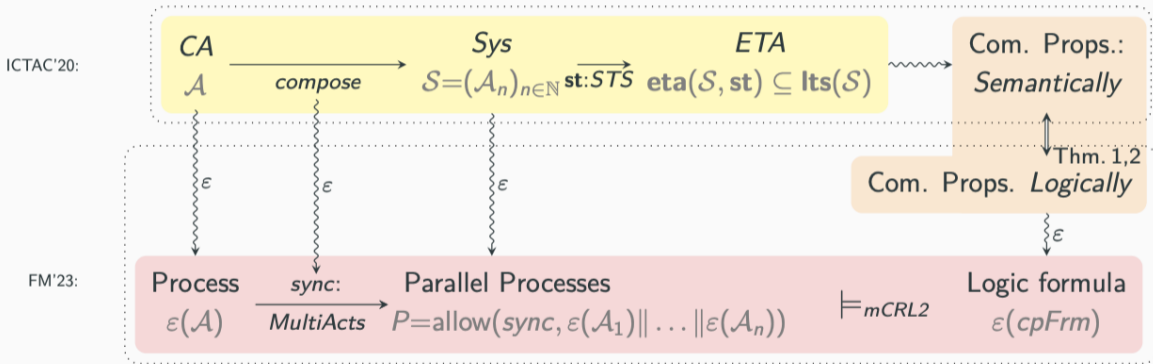 ICTAC'20:
CA
𝒜
compose
Sys
𝒮=(𝒜ₙ)ₙ∈ℕ
st:STS
ETA
eta(𝒮, st) ⊆ lts(𝒮)
Com. Props.:
Semantically
Thm. 1,2
Com. Props. Logically
ε
ε
ε
ε
FM'23:
Process
ε(𝒜)
sync:
MultiActs
Parallel Processes
P=allow(sync, ε(𝒜₁)‖ … ‖ε(𝒜ₙ))
⊨mCRL2
Logic formula
ε(cpFrm)